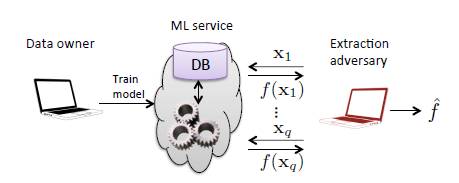 Data owner
Train
model
ML service
DB
x₁
f(x₁)
⋮
x_q
f(x_q)
Extraction
adversary
f̂